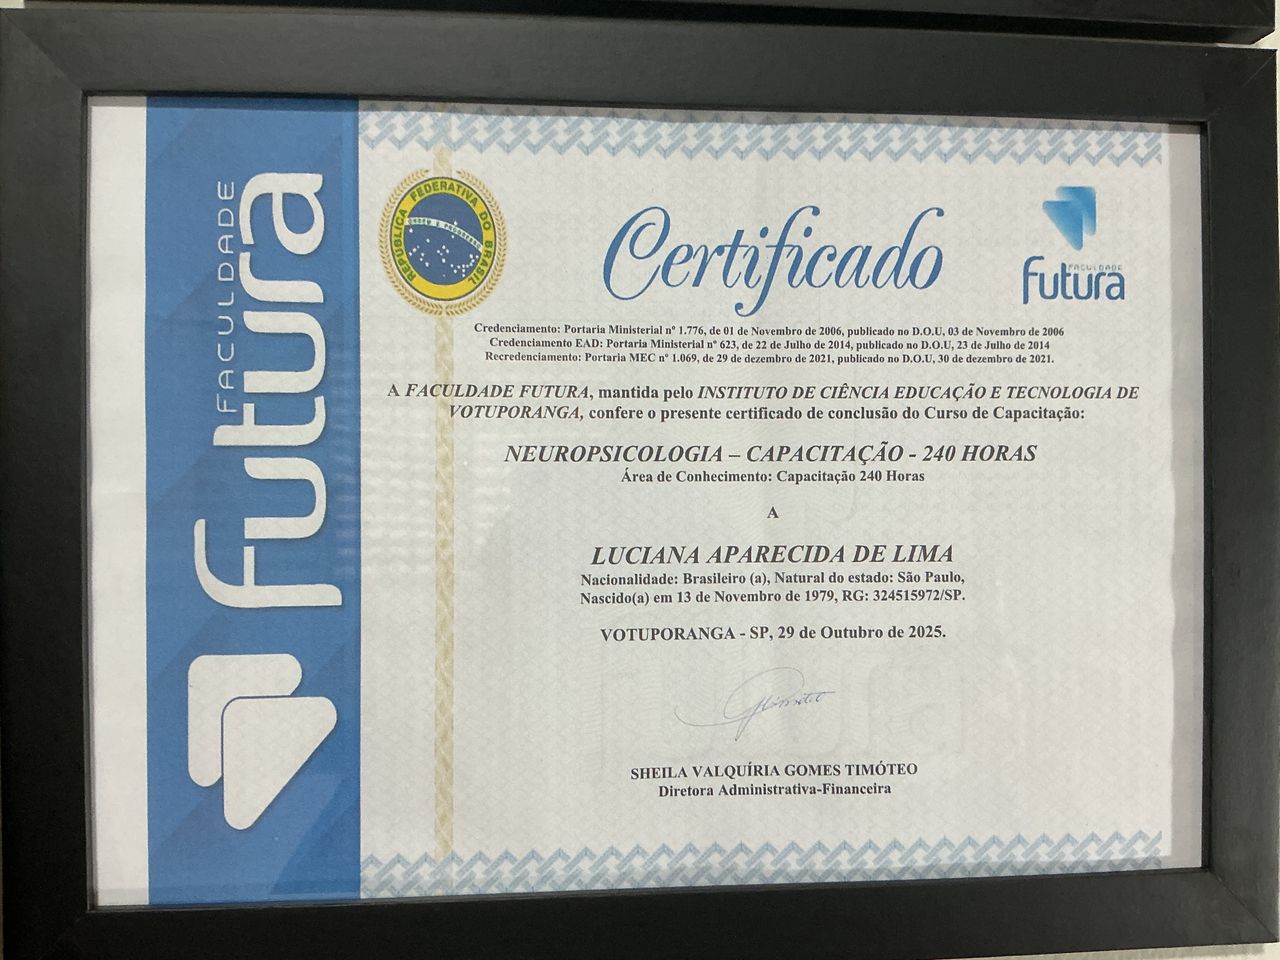 FACULDADE
futura
REPÚBLICA FEDERATIVA DO BRASIL
ORDEM E PROGRESSO
Certificado
FACULDADE
futura
Credenciamento: Portaria Ministerial nº 1.776, de 01 de Novembro de 2006, publicado no D.O.U, 03 de Novembro de 2006
Credenciamento EAD: Portaria Ministerial nº 623, de 22 de Julho de 2014, publicado no D.O.U, 23 de Julho de 2014
Recredenciamento: Portaria MEC nº 1.069, de 29 de dezembro de 2021, publicado no D.O.U, 30 de dezembro de 2021.
A FACULDADE FUTURA, mantida pelo INSTITUTO DE CIÊNCIA EDUCAÇÃO E TECNOLOGIA DE
VOTUPORANGA, confere o presente certificado de conclusão do Curso de Capacitação:
NEUROPSICOLOGIA – CAPACITAÇÃO - 240 HORAS
Área de Conhecimento: Capacitação 240 Horas
A
LUCIANA APARECIDA DE LIMA
Nacionalidade: Brasileiro (a), Natural do estado: São Paulo,
Nascido(a) em 13 de Novembro de 1979, RG: 324515972/SP.
VOTUPORANGA - SP, 29 de Outubro de 2025.
SHEILA VALQUÍRIA GOMES TIMÓTEO
Diretora Administrativa-Financeira